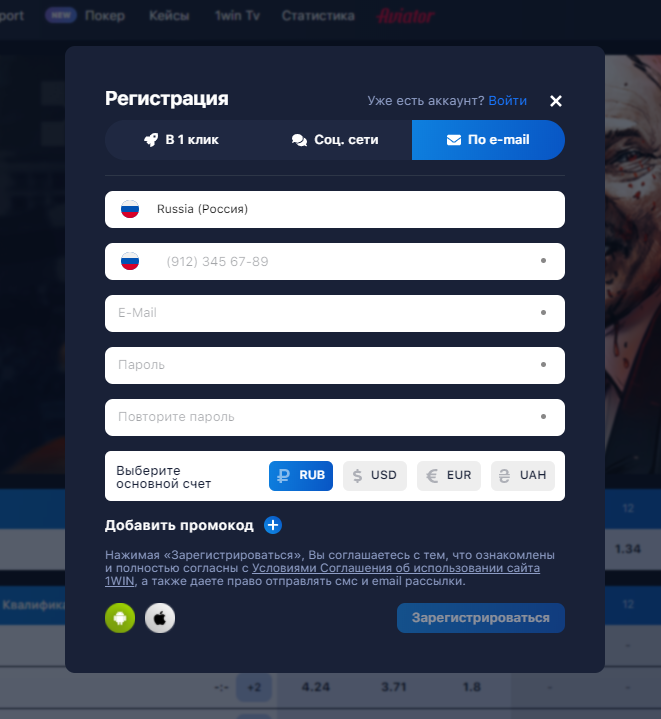 port NEW Покер Кейсы 1win Tv Статистика Aviator
Регистрация
Уже есть аккаунт? Войти
В 1 клик Соц. сети По e-mail
Russia (Россия)
(912) 345 67-89
E-Mail
Пароль
Повторите пароль
Выберите
основной счет
RUB USD EUR UAH
Добавить промокод
Нажимая «Зарегистрироваться», Вы соглашаетесь с тем, что ознакомлены
и полностью согласны с Условиями Соглашения об использовании сайта
1WIN, а также даете право отправлять смс и email рассылки.
Зарегистрироваться
12
1.34
Квалифика
12
-:- +2 4.24 3.71 1.8 - -